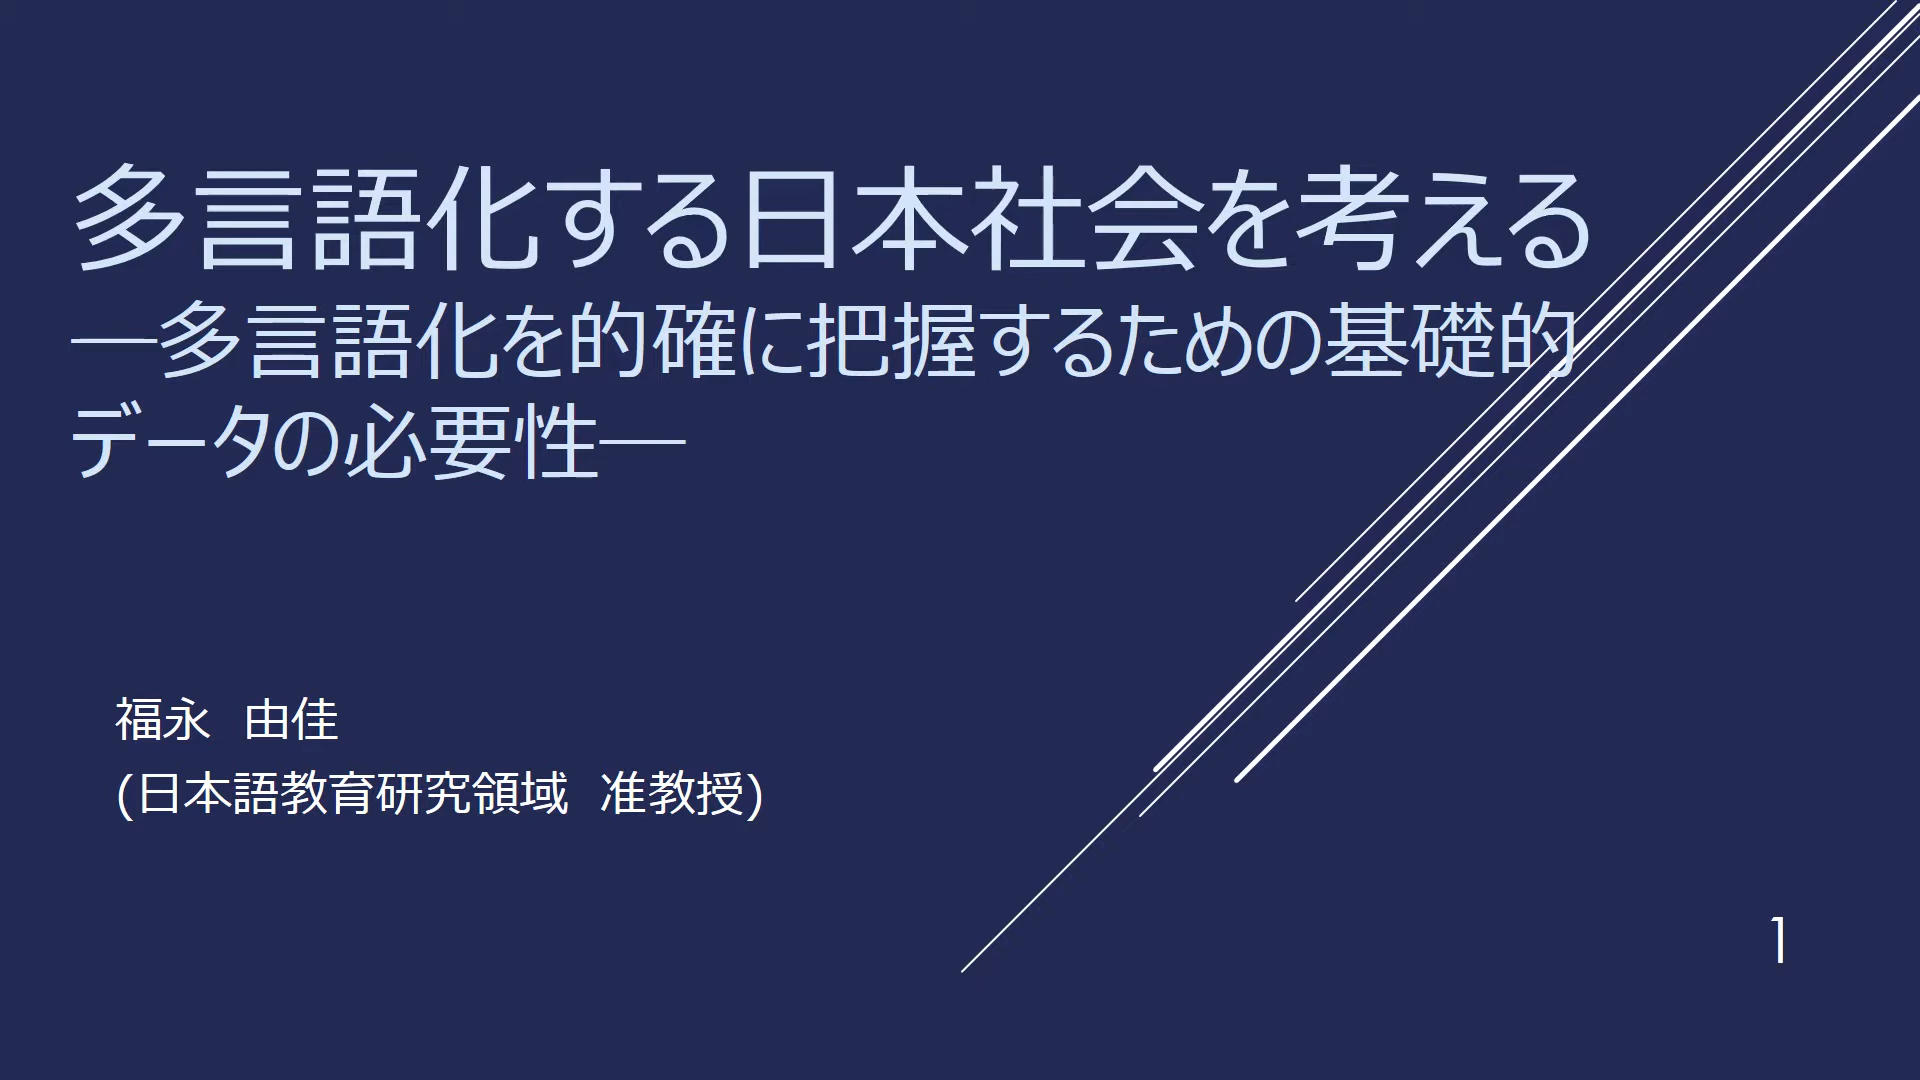 多言語化する日本社会を考える
―多言語化を的確に把握するための基礎的
データの必要性―
福永　由佳
(日本語教育研究領域　准教授)
1